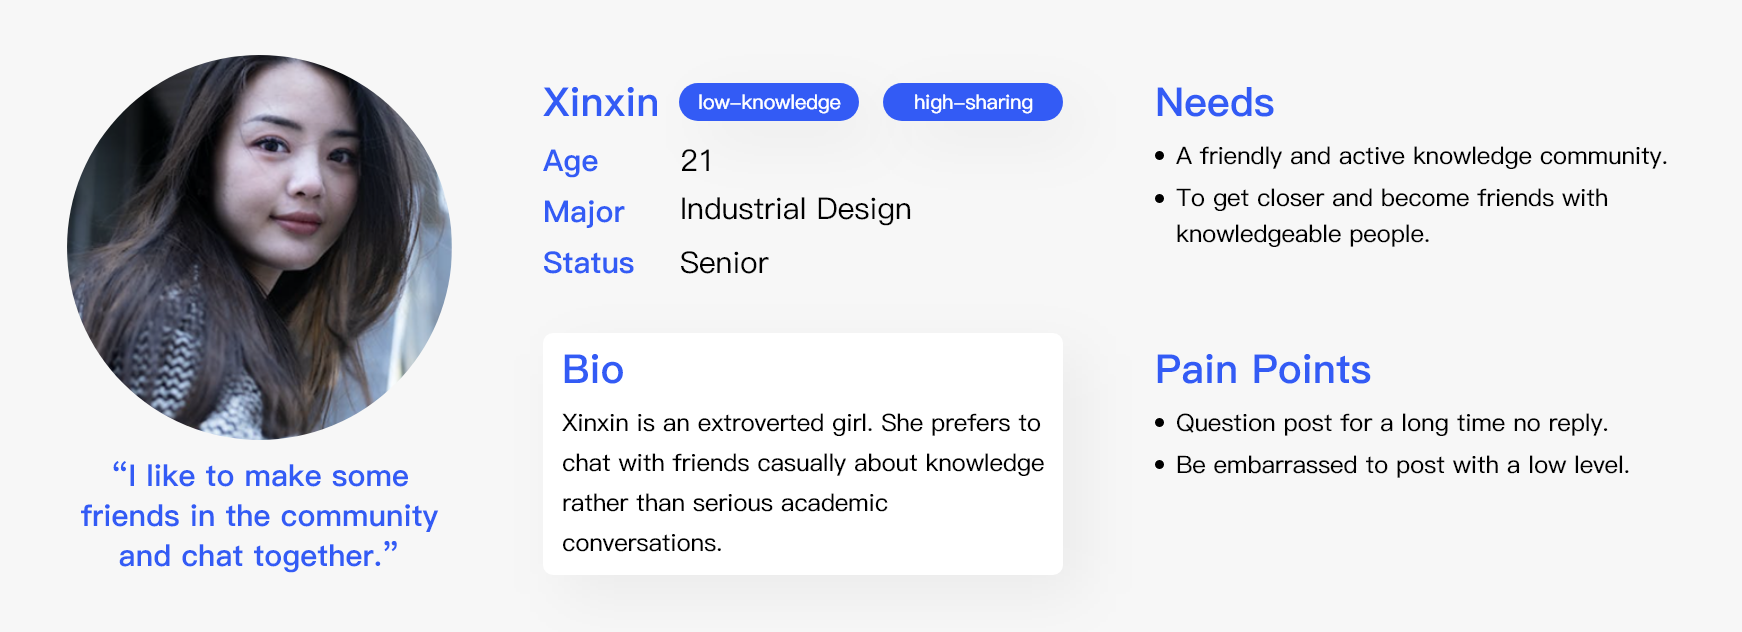 Xinxin low–knowledge high–sharing
Age 21
Major Industrial Design
Status Senior
“I like to make some
friends in the community
and chat together.”
Bio
Xinxin is an extroverted girl. She prefers to
chat with friends casually about knowledge
rather than serious academic
conversations.
Needs
• A friendly and active knowledge community.
• To get closer and become friends with
knowledgeable people.
Pain Points
• Question post for a long time no reply.
• Be embarrassed to post with a low level.